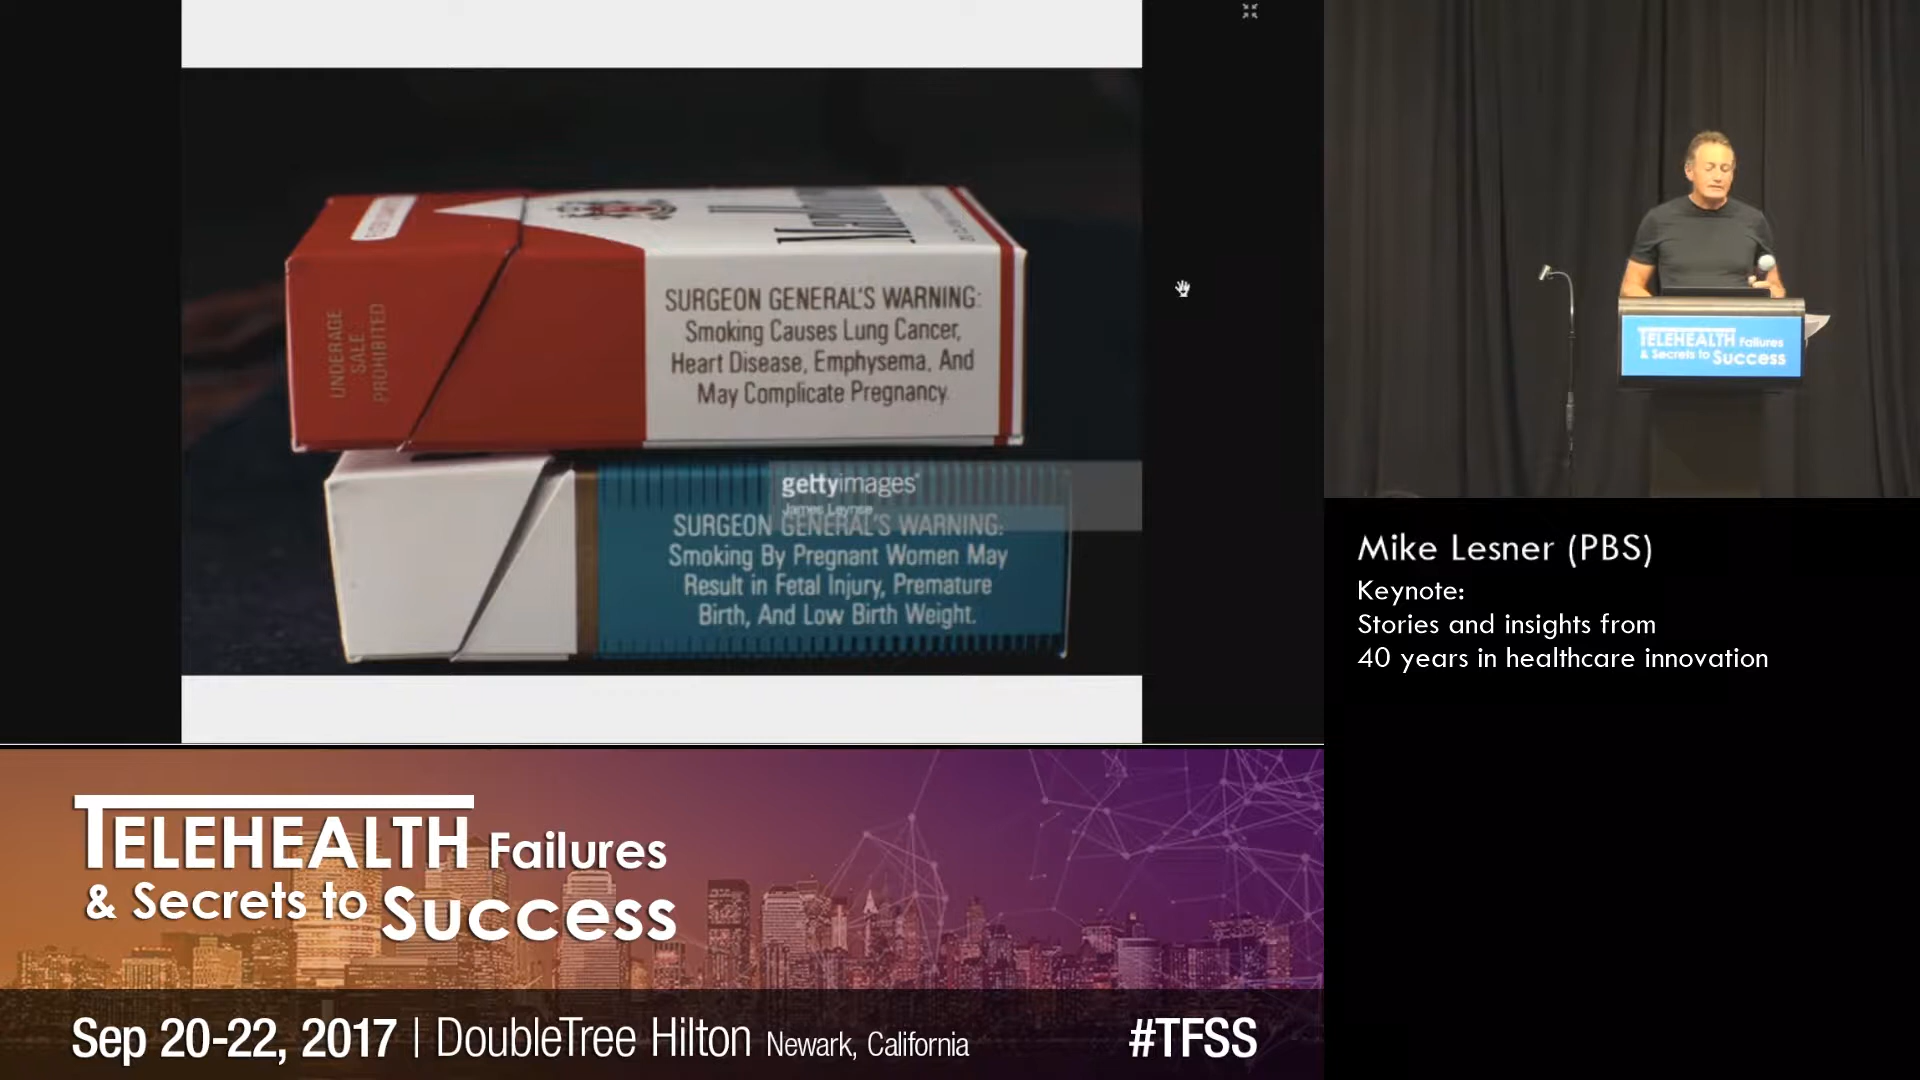 UNDERAGE
SALE
PROHIBITED
SURGEON GENERAL'S WARNING:
Smoking Causes Lung Cancer,
Heart Disease, Emphysema, And
May Complicate Pregnancy.
gettyimages®
James Leynse
SURGEON GENERAL'S WARNING:
Smoking By Pregnant Women May
Result in Fetal Injury, Premature
Birth, And Low Birth Weight.
TELEHEALTH Failures
& Secrets to Success
Mike Lesner (PBS)
Keynote:
Stories and insights from
40 years in healthcare innovation
TELEHEALTH Failures
& Secrets to Success
Sep 20-22, 2017 | DoubleTree Hilton Newark, California
#TFSS